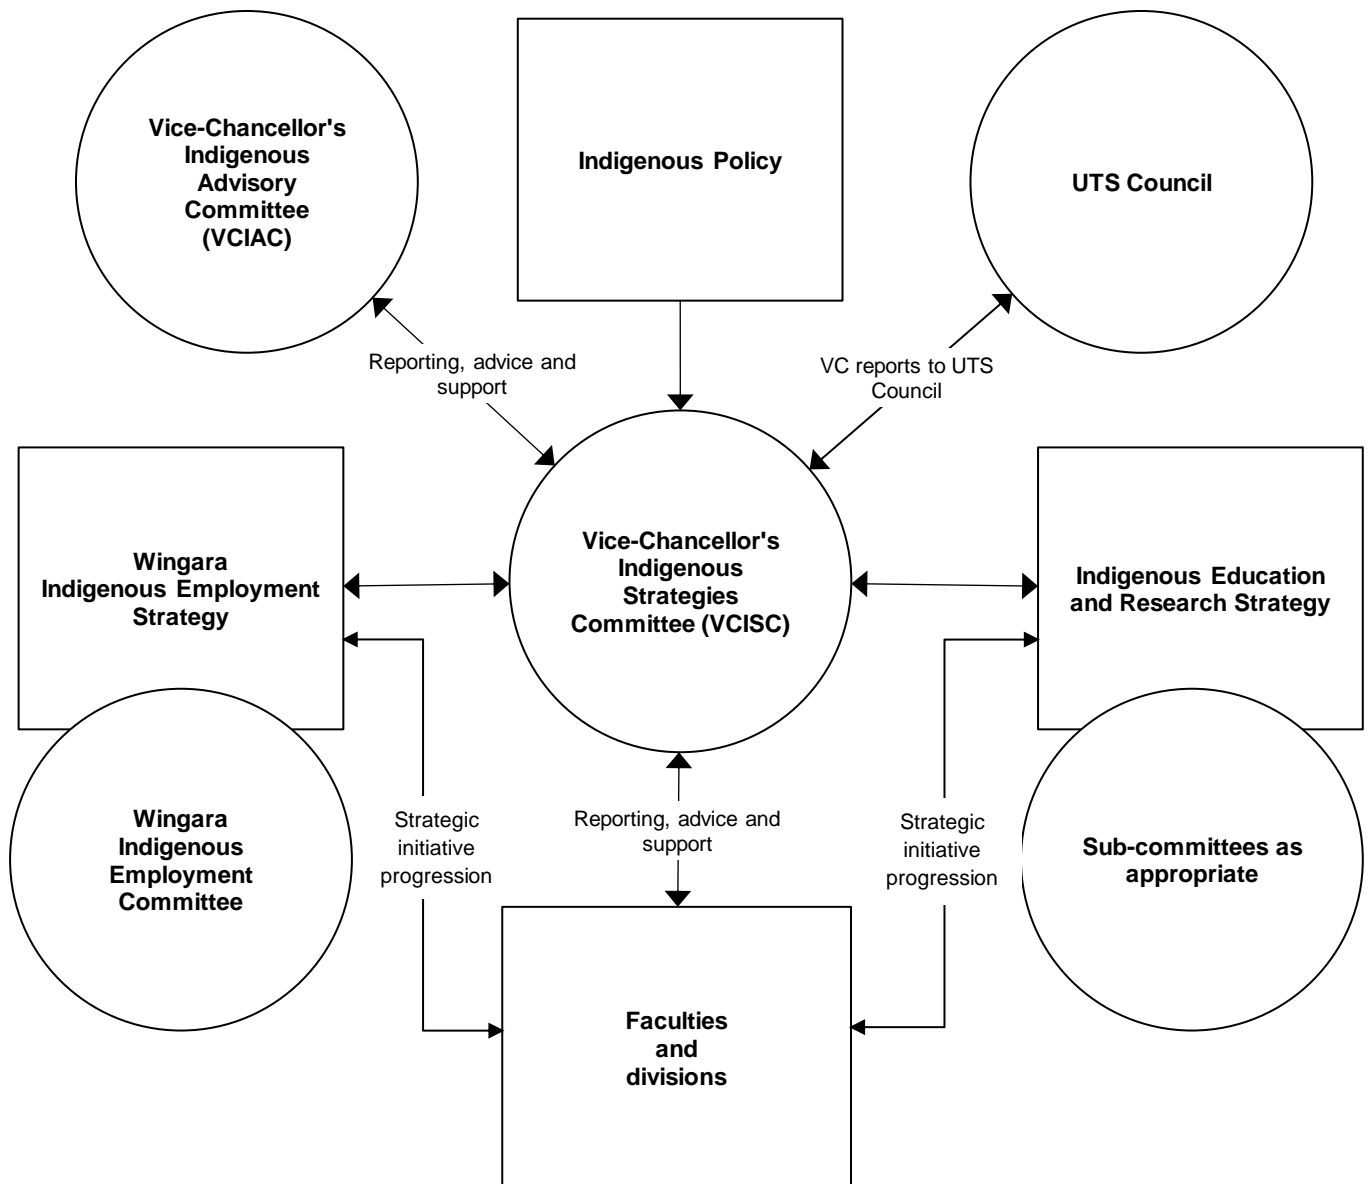 Vice-Chancellor's
Indigenous
Advisory
Committee
(VCIAC)
Indigenous Policy
UTS Council
Reporting, advice and
support
VC reports to UTS
Council
Wingara
Indigenous Employment
Strategy
Vice-Chancellor's
Indigenous
Strategies
Committee (VCISC)
Indigenous Education
and Research Strategy
Wingara
Indigenous
Employment
Committee
Strategic
initiative
progression
Reporting, advice and
support
Strategic
initiative
progression
Sub-committees as
appropriate
Faculties
and
divisions